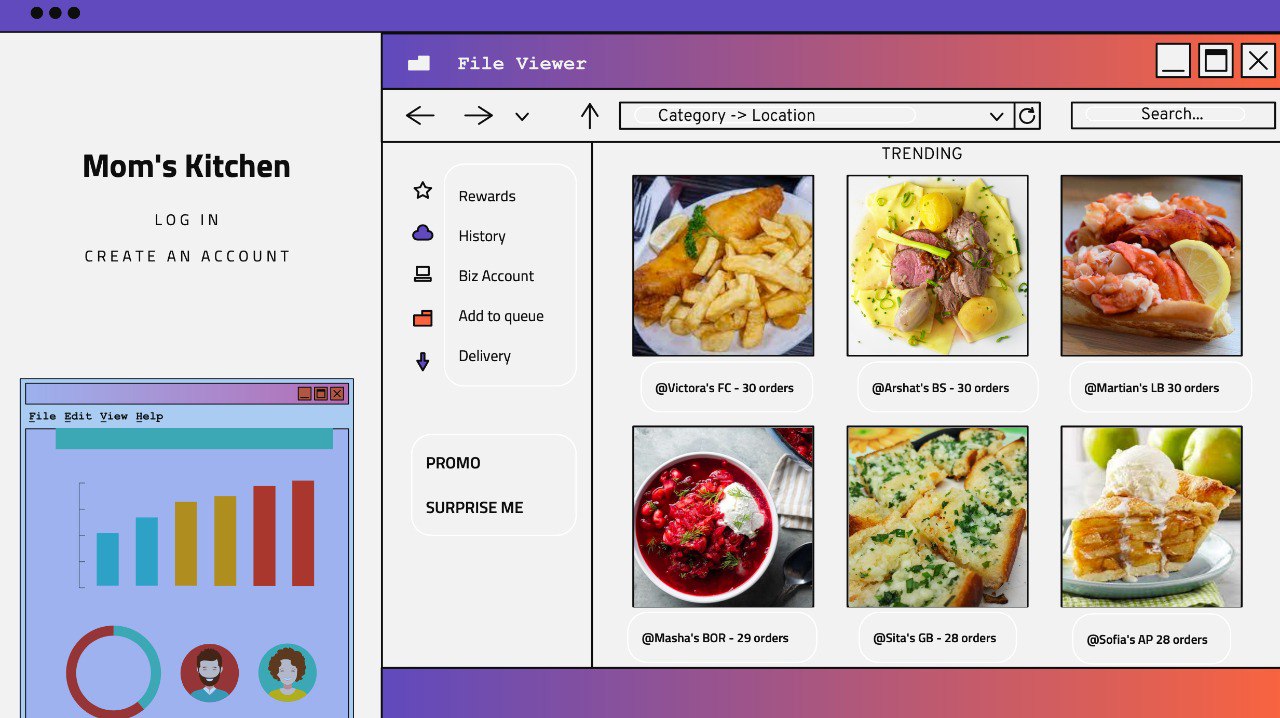 Mom's Kitchen
LOG IN
CREATE AN ACCOUNT
File Edit View Help
File Viewer
Category -> Location
Search...
Rewards
History
Biz Account
Add to queue
Delivery
PROMO
SURPRISE ME
TRENDING
@Victora's FC - 30 orders
@Arshat's BS - 30 orders
@Martian's LB 30 orders
@Masha's BOR - 29 orders
@Sita's GB - 28 orders
@Sofia's AP 28 orders